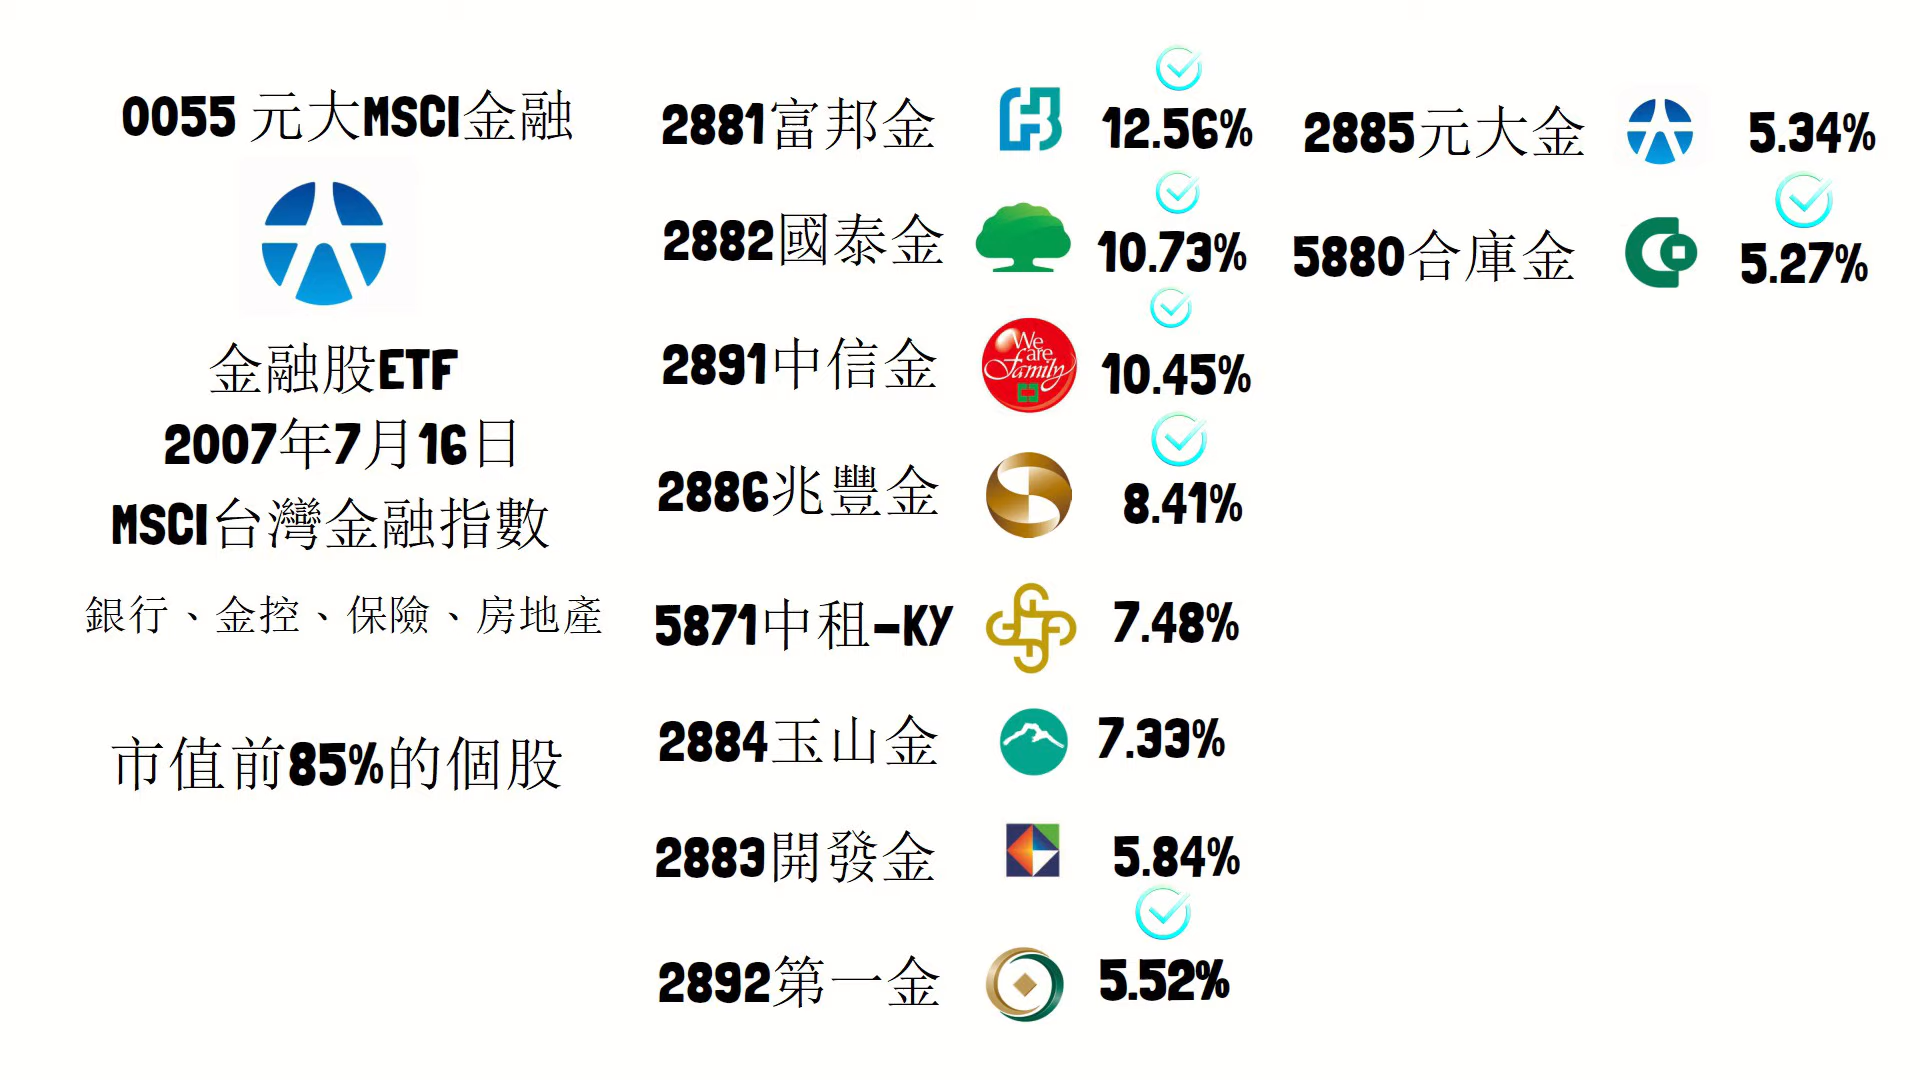 0055 元大MSCI金融
金融股ETF
2007年7月16日
MSCI台灣金融指數
銀行、金控、保險、房地產
市值前85%的個股
2881富邦金 12.56%
2882國泰金 10.73%
2891中信金 We are Family 10.45%
2886兆豐金 8.41%
5871中租-KY 7.48%
2884玉山金 7.33%
2883開發金 5.84%
2892第一金 5.52%
2885元大金 5.34%
5880合庫金 5.27%